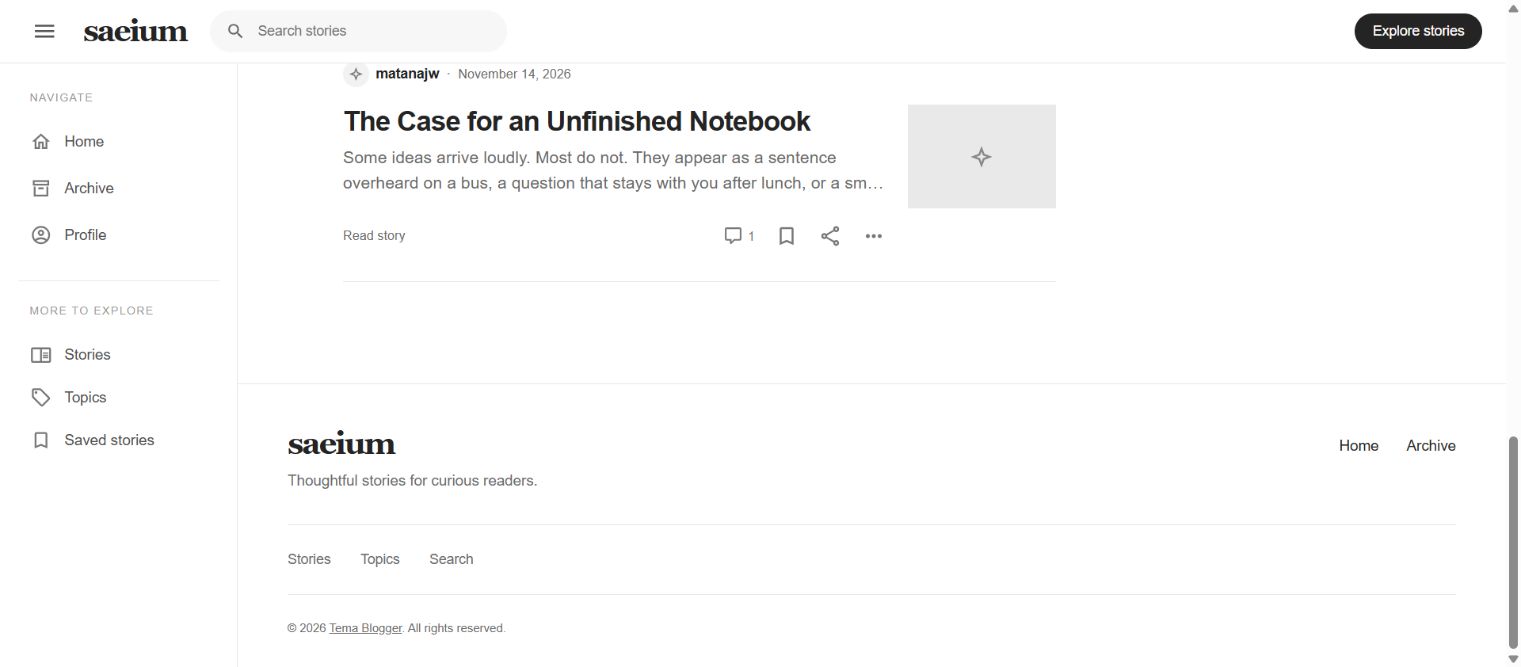 saeium
Search stories
Explore stories
NAVIGATE
Home
Archive
Profile
MORE TO EXPLORE
Stories
Topics
Saved stories
matanajw · November 14, 2026
The Case for an Unfinished Notebook
Some ideas arrive loudly. Most do not. They appear as a sentence
overheard on a bus, a question that stays with you after lunch, or a sm…
Read story
1
saeium
Home
Archive
Thoughtful stories for curious readers.
Stories
Topics
Search
© 2026 Tema Blogger. All rights reserved.